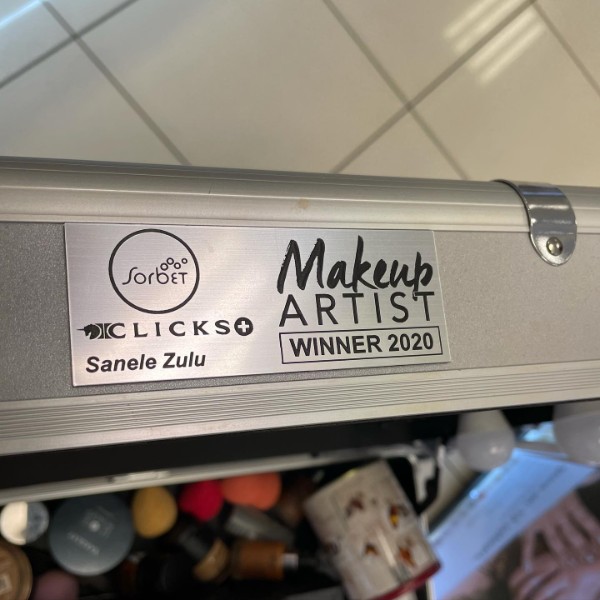 SorbET
CLICKS
Sanele Zulu
Makeup
ARTIST
WINNER 2020